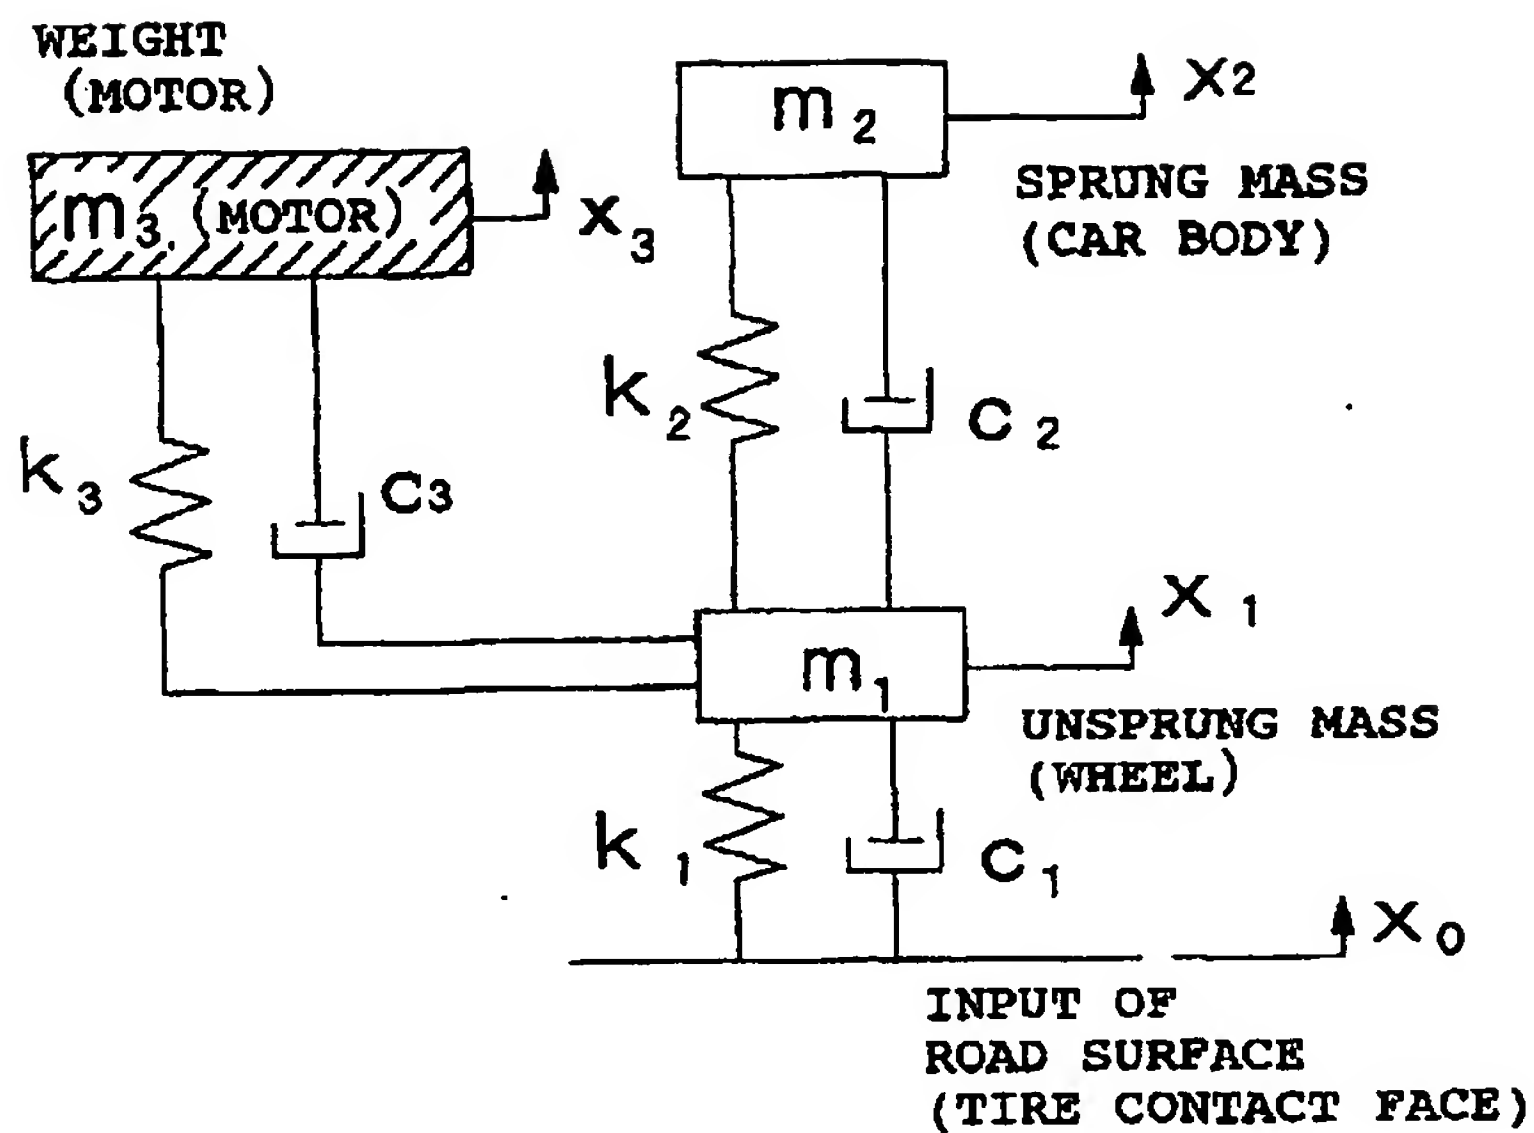 WEIGHT
(MOTOR)
m3 (MOTOR)
x3
m2
x2
SPRUNG MASS
(CAR BODY)
k2
c2
k3
c3
m1
x1
UNSPRUNG MASS
(WHEEL)
k1
c1
x0
INPUT OF
ROAD SURFACE
(TIRE CONTACT FACE)